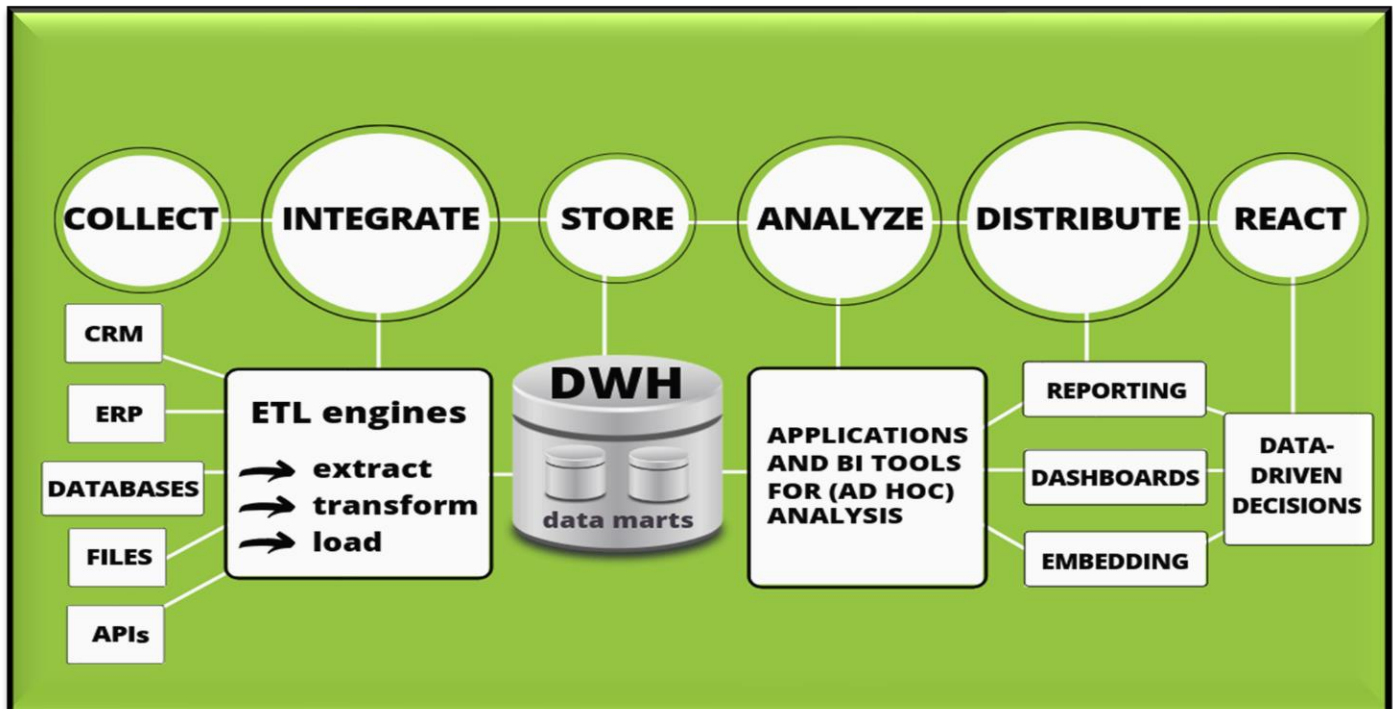 COLLECT
INTEGRATE
STORE
ANALYZE
DISTRIBUTE
REACT
CRM
ERP
DATABASES
FILES
APIs
ETL engines
extract
transform
load
DWH
data marts
APPLICATIONS
AND BI TOOLS
FOR (AD HOC)
ANALYSIS
REPORTING
DASHBOARDS
EMBEDDING
DATA-
DRIVEN
DECISIONS